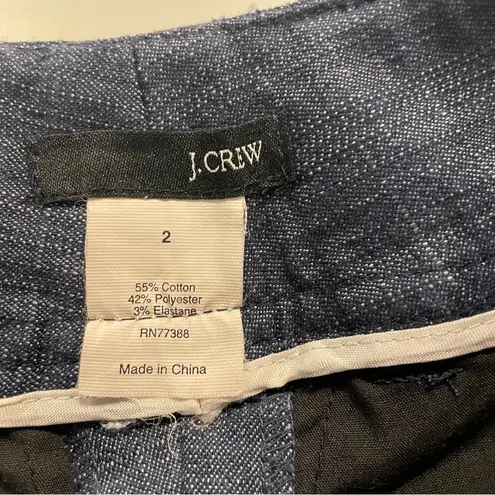 J.CREW
2
55% Cotton
42% Polyester
3% Elastane
RN77388
Made in China